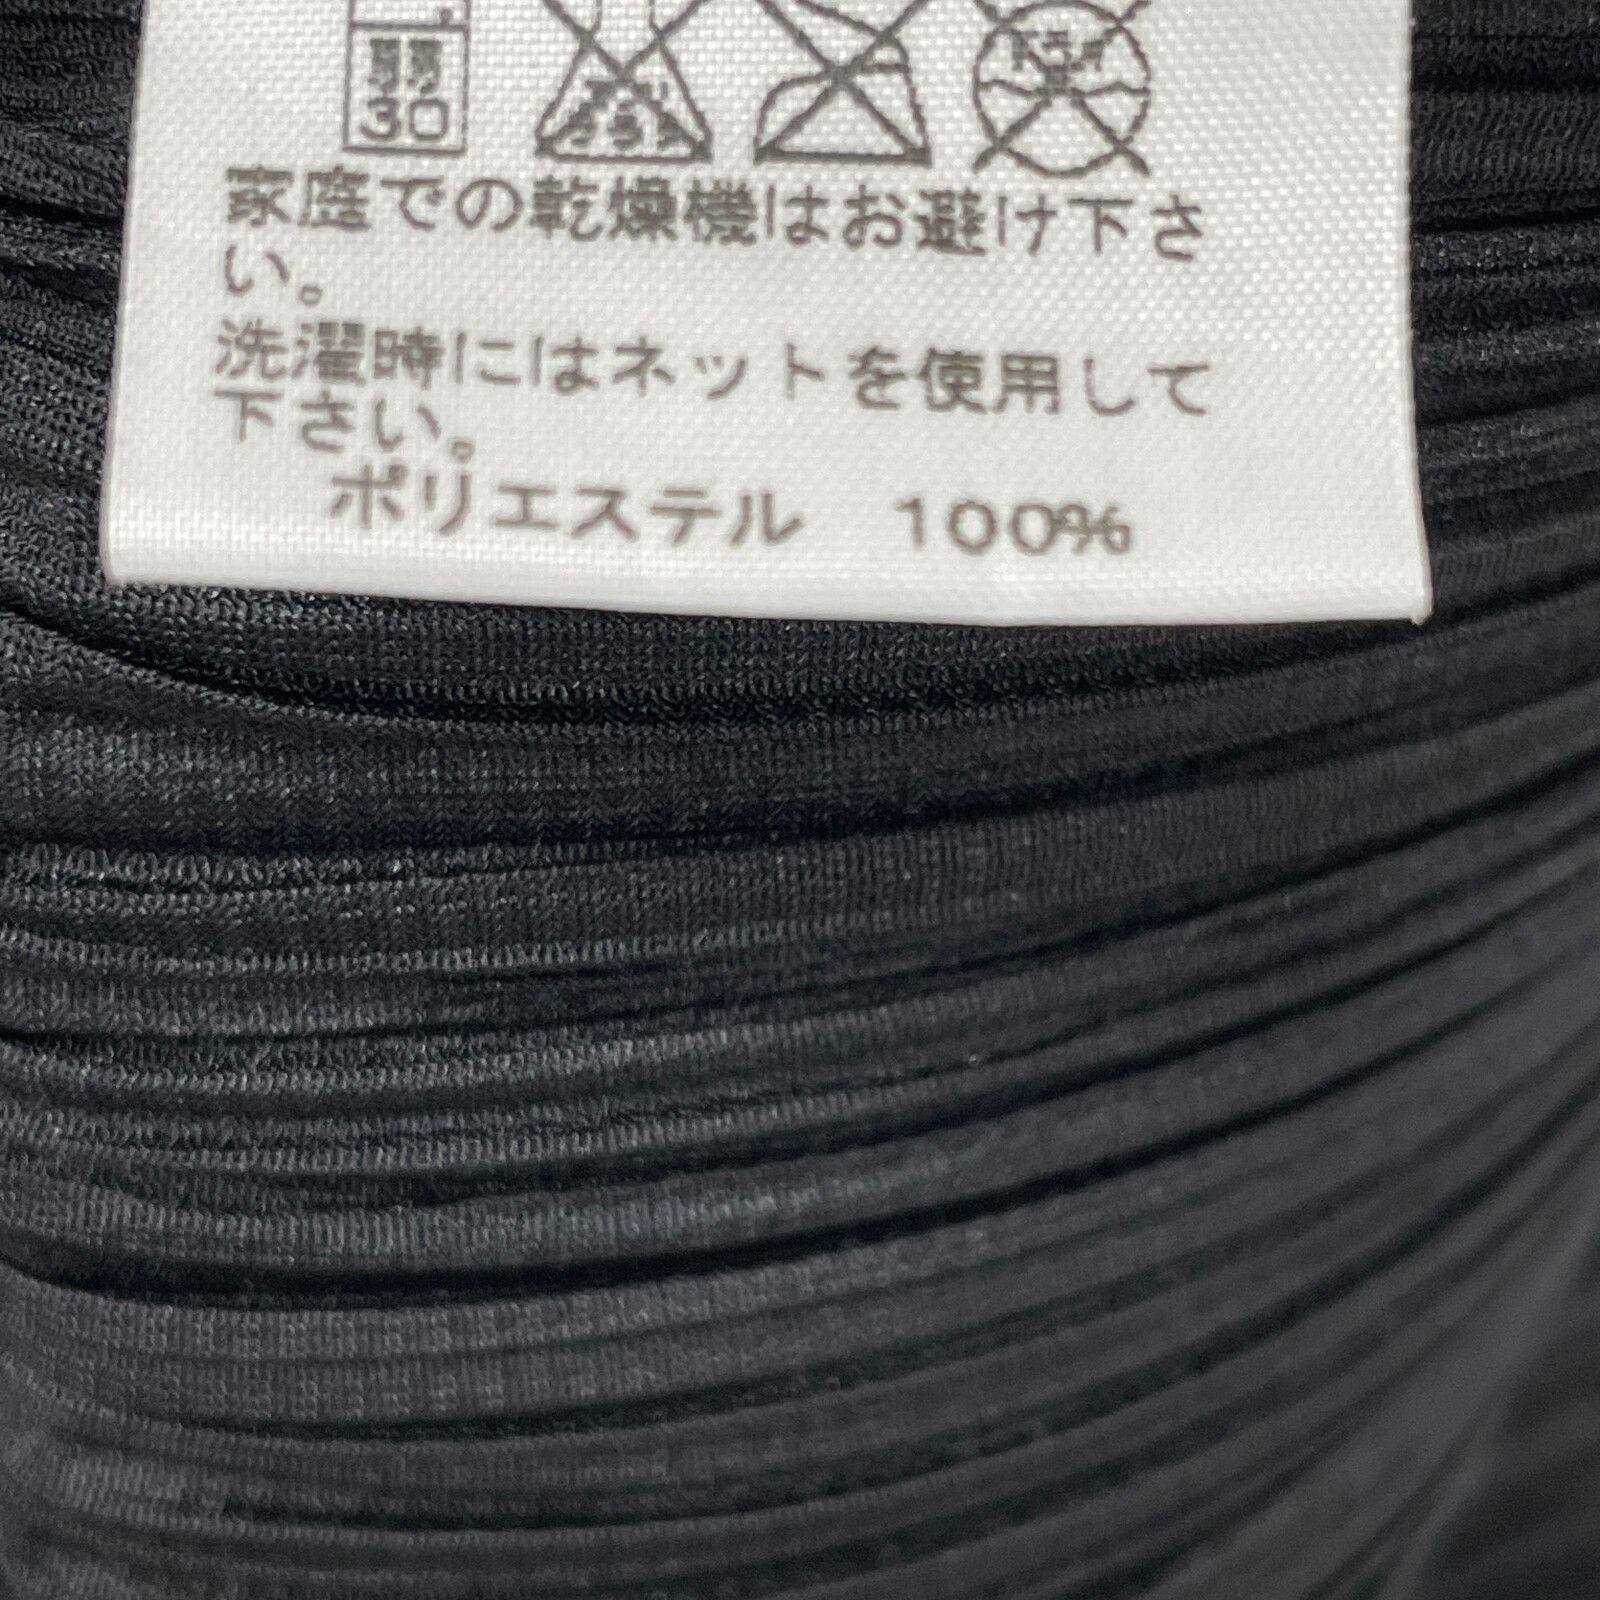 30
家庭での乾燥機はお避け下さ
い。
洗濯時にはネットを使用して
下さい。
ポリエステル　100%